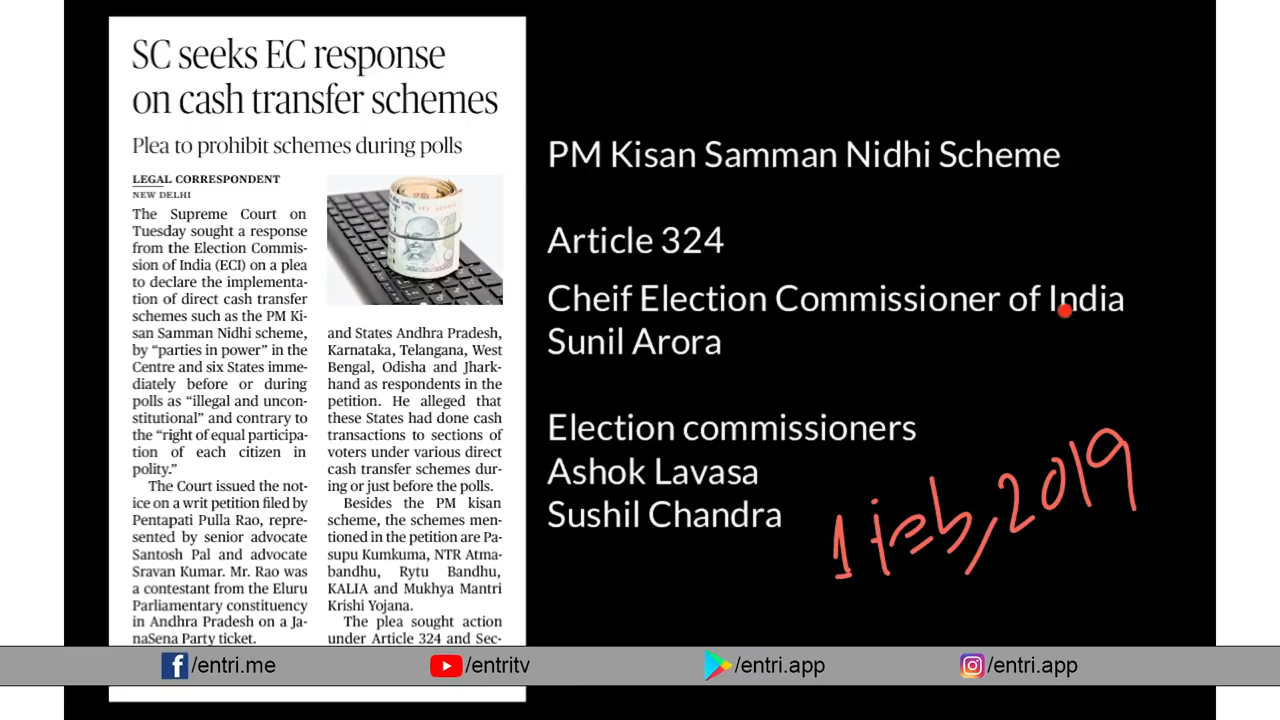 SC seeks EC response
on cash transfer schemes
Plea to prohibit schemes during polls
LEGAL CORRESPONDENT
NEW DELHI
The Supreme Court on
Tuesday sought a response
from the Election Commis-
sion of India (ECI) on a plea
to declare the implementa-
tion of direct cash transfer
schemes such as the PM Ki-
san Samman Nidhi scheme,
by “parties in power” in the
Centre and six States imme-
diately before or during
polls as “illegal and uncon-
stitutional” and contrary to
the “right of equal participa-
tion of each citizen in
polity.”
The Court issued the not-
ice on a writ petition filed by
Pentapati Pulla Rao, repre-
sented by senior advocate
Santosh Pal and advocate
Sravan Kumar. Mr. Rao was
a contestant from the Eluru
Parliamentary constituency
in Andhra Pradesh on a Ja-
naSena Party ticket.
and States Andhra Pradesh,
Karnataka, Telangana, West
Bengal, Odisha and Jhark-
hand as respondents in the
petition. He alleged that
these States had done cash
transactions to sections of
voters under various direct
cash transfer schemes dur-
ing or just before the polls.
Besides the PM kisan
scheme, the schemes men-
tioned in the petition are Pa-
supu Kumkuma, NTR Atma-
bandhu, Rytu Bandhu,
KALIA and Mukhya Mantri
Krishi Yojana.
The plea sought action
under Article 324 and Sec-
PM Kisan Samman Nidhi Scheme
Article 324
Cheif Election Commissioner of India
Sunil Arora
Election commissioners
Ashok Lavasa
Sushil Chandra
1 feb, 2019
/entri.me
/entritv
/entri.app
/entri.app